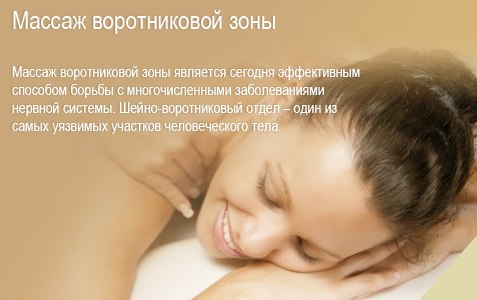 Массаж воротниковой зоны
Массаж воротниковой зоны является сегодня эффективным
способом борьбы с многочисленными заболеваниями
нервной системы. Шейно-воротниковый отдел – один из
самых уязвимых участков человеческого тела.